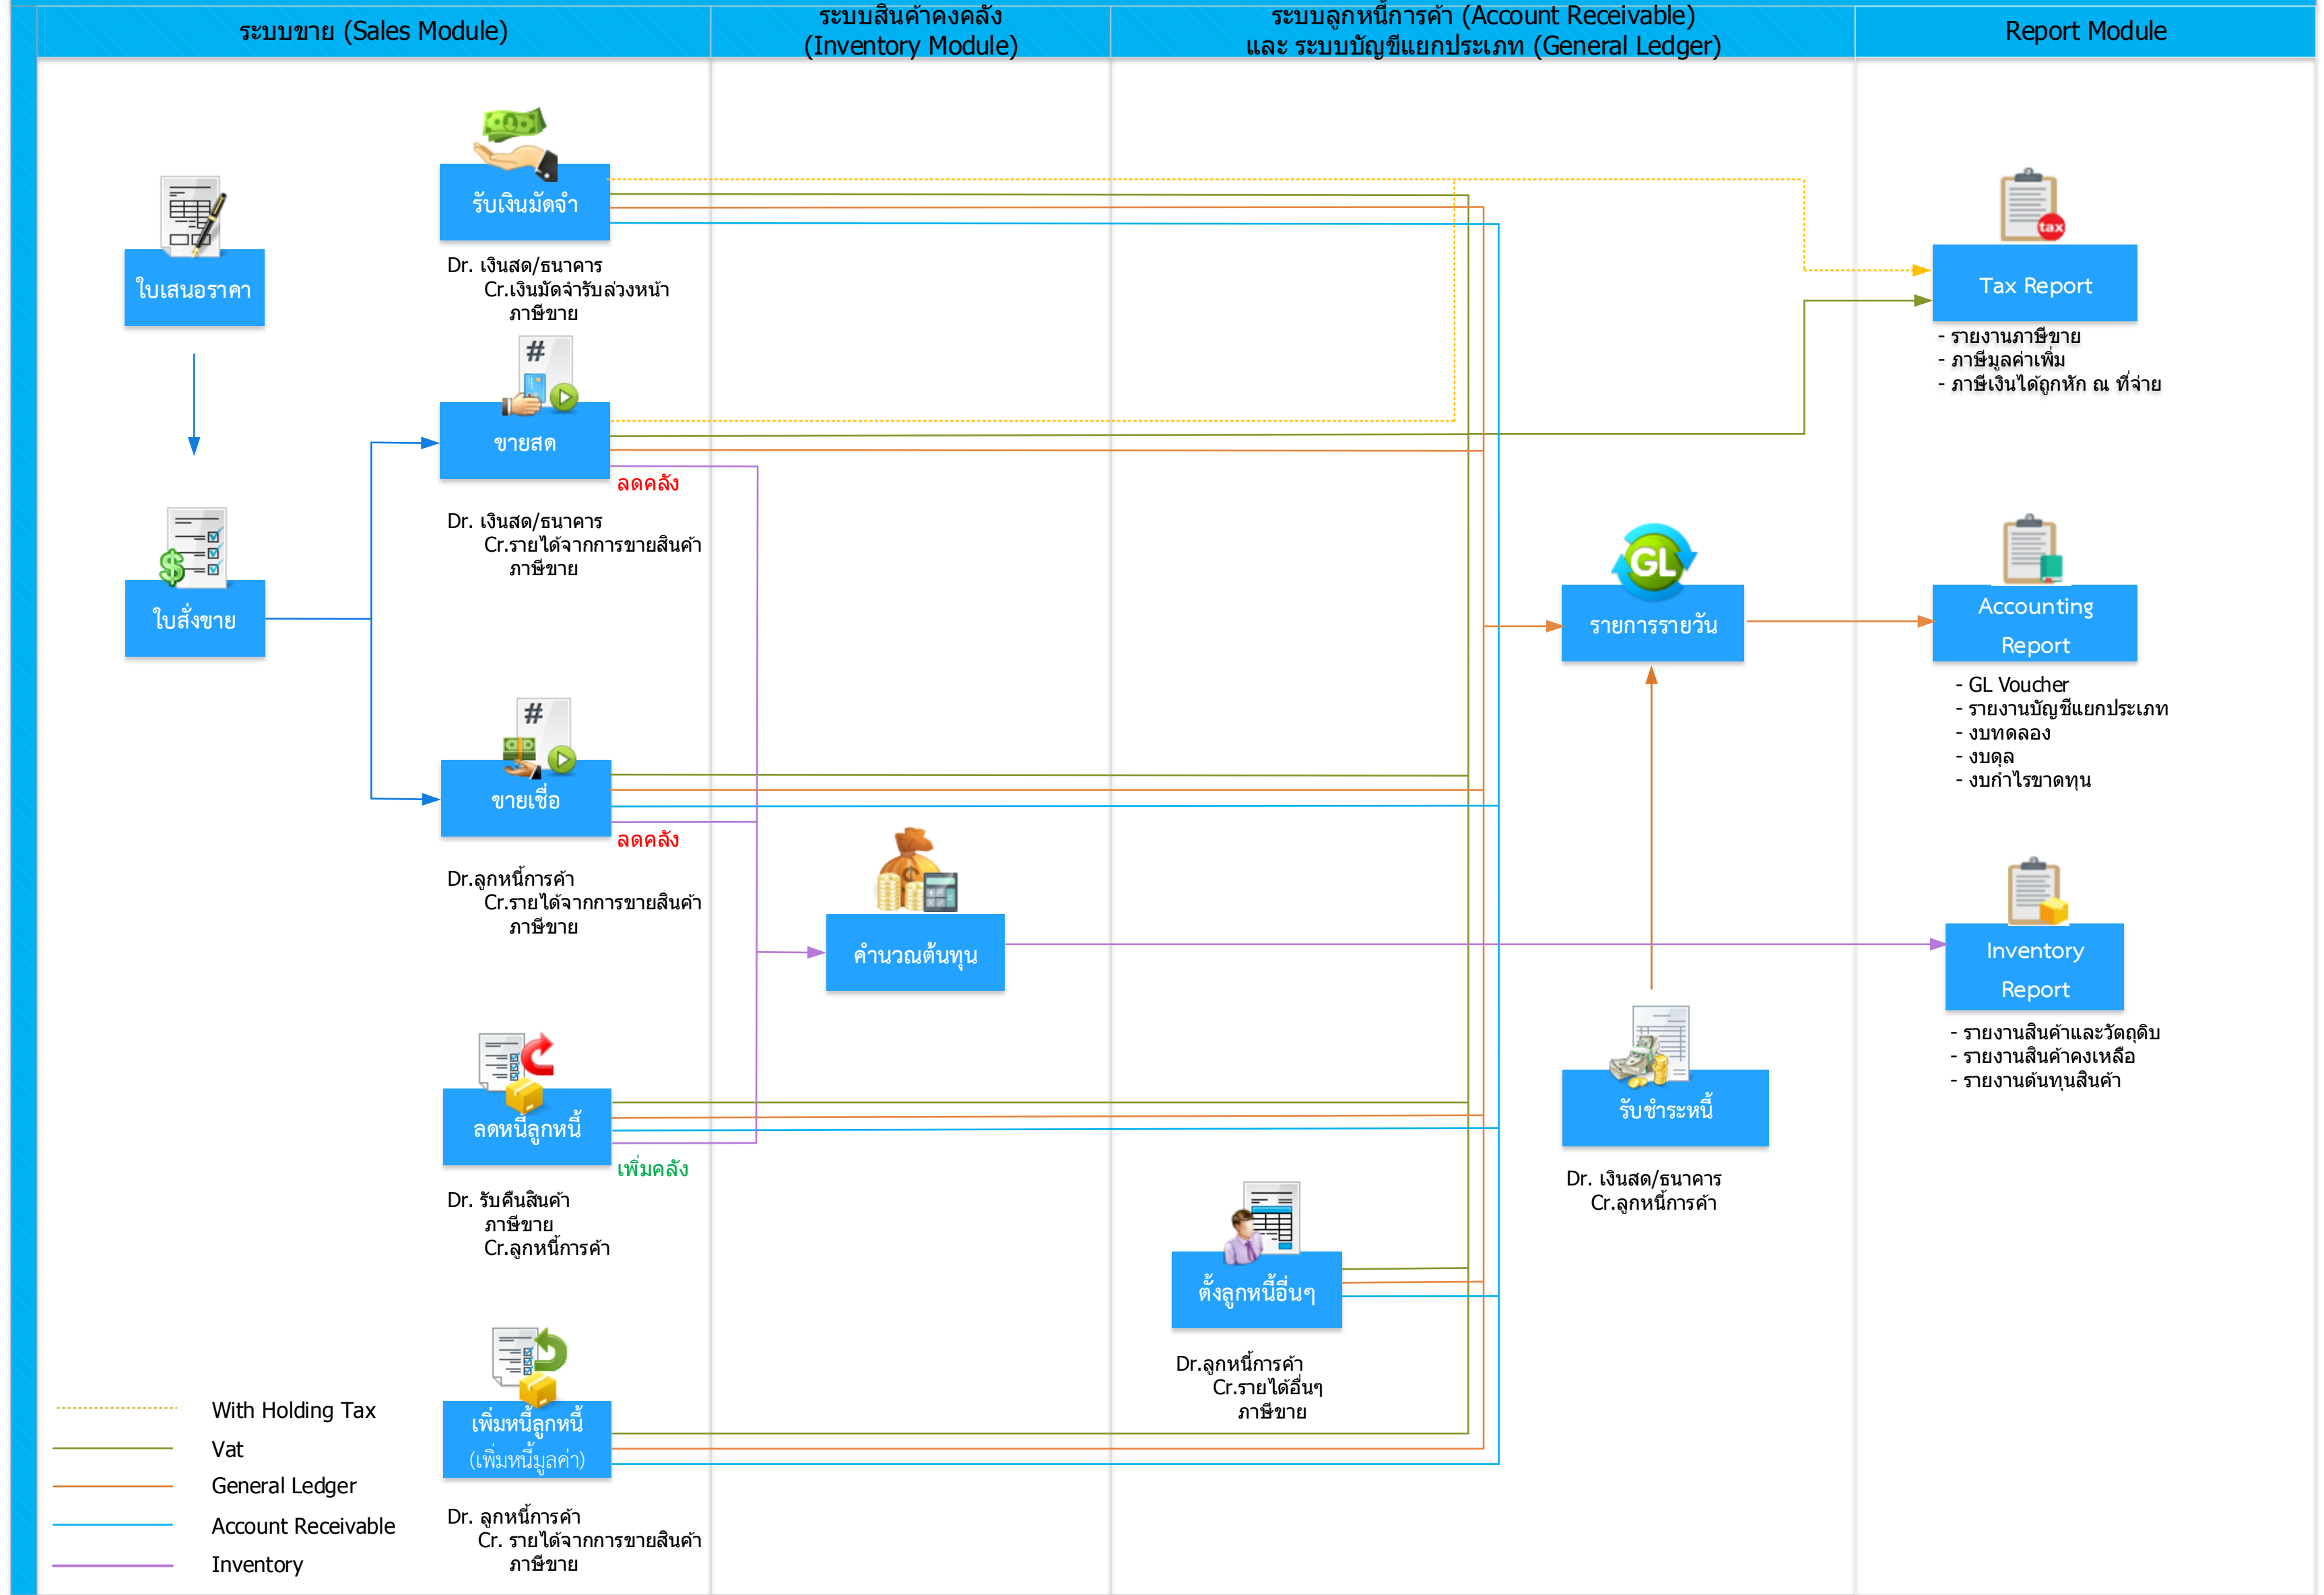 ระบบขาย (Sales Module)
ระบบสินค้าคงคลัง
(Inventory Module)
ระบบลูกหนี้การค้า (Account Receivable)
และ ระบบบัญชีแยกประเภท (General Ledger)
Report Module
ใบเสนอราคา
ใบสั่งขาย
รับเงินมัดจำ
Dr. เงินสด/ธนาคาร
Cr.เงินมัดจำรับล่วงหน้า
ภาษีขาย
#
ขายสด
ลดคลัง
Dr. เงินสด/ธนาคาร
Cr.รายได้จากการขายสินค้า
ภาษีขาย
#
ขายเชื่อ
ลดคลัง
Dr.ลูกหนี้การค้า
Cr.รายได้จากการขายสินค้า
ภาษีขาย
ลดหนี้ลูกหนี้
เพิ่มคลัง
Dr. รับคืนสินค้า
ภาษีขาย
Cr.ลูกหนี้การค้า
เพิ่มหนี้ลูกหนี้
(เพิ่มหนี้มูลค่า)
Dr. ลูกหนี้การค้า
Cr. รายได้จากการขายสินค้า
ภาษีขาย
คำนวณต้นทุน
ตั้งลูกหนี้อื่นๆ
Dr.ลูกหนี้การค้า
Cr.รายได้อื่นๆ
ภาษีขาย
GL
รายการรายวัน
รับชำระหนี้
Dr. เงินสด/ธนาคาร
Cr.ลูกหนี้การค้า
tax
Tax Report
- รายงานภาษีขาย
- ภาษีมูลค่าเพิ่ม
- ภาษีเงินได้ถูกหัก ณ ที่จ่าย
Accounting
Report
- GL Voucher
- รายงานบัญชีแยกประเภท
- งบทดลอง
- งบดุล
- งบกำไรขาดทุน
Inventory
Report
- รายงานสินค้าและวัตถุดิบ
- รายงานสินค้าคงเหลือ
- รายงานต้นทุนสินค้า
With Holding Tax
Vat
General Ledger
Account Receivable
Inventory